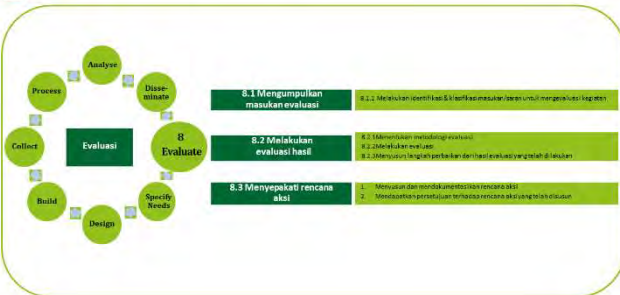 Analyse
Process
Disse-
minate
Collect
Evaluasi
8
Evaluate
Build
Specify
Needs
Design
8.1 Mengumpulkan
masukan evaluasi
8.1.1 Melakukan identifikasi & klasifikasi masukan/saran untuk mengevaluasi kegiatan
8.2 Melakukan
evaluasi hasil
8.2.1Menentukan metodologi evaluasi
8.2.2Melakukan evaluasi
8.2.3Menyusun langkah perbaikan dari hasil evaluasi yang telah dilakukan
8.3 Menyepakati rencana
aksi
1. Menyusun dan mendokumentasikan rencana aksi
2. Mendapatkan persetujuan terhadap rencana aksi yang telah disusun